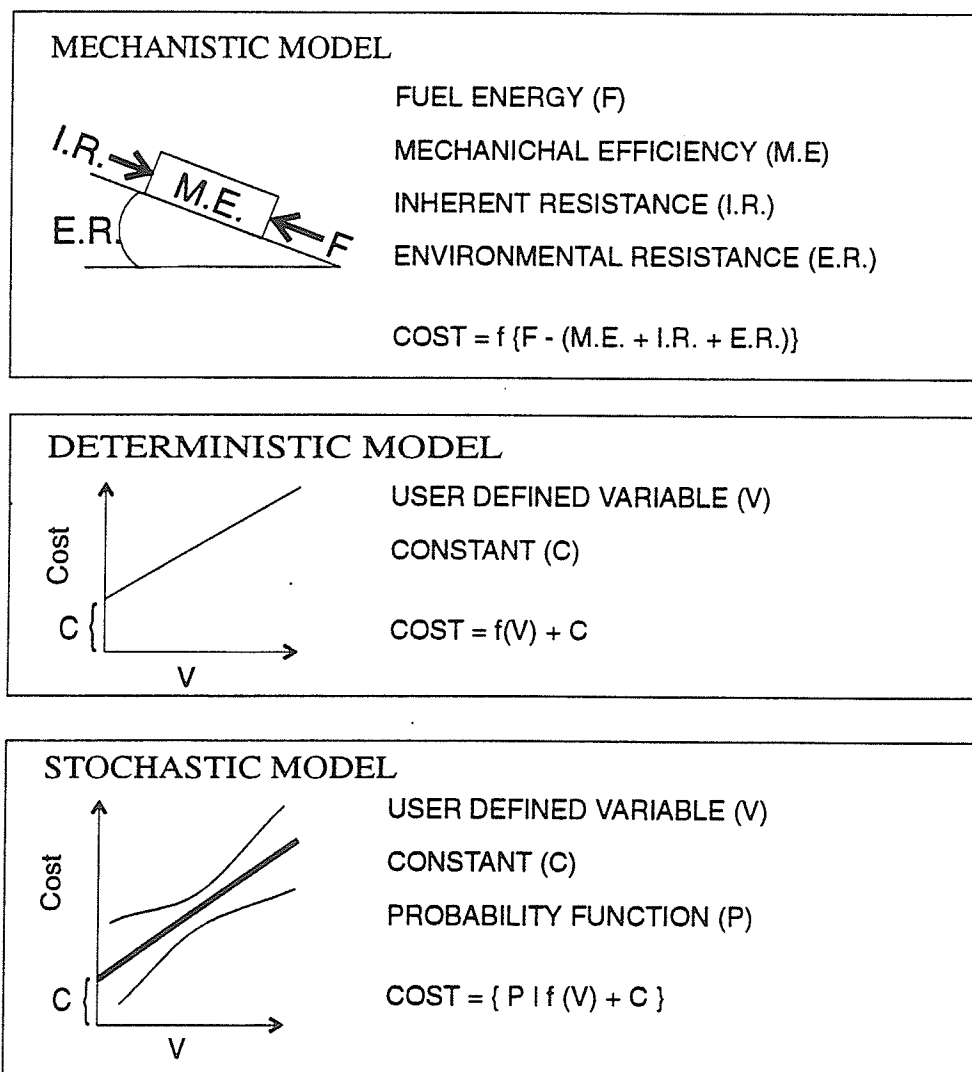 MECHANISTIC MODEL
I.R.
M.E.
E.R.
F
FUEL ENERGY (F)
MECHANICHAL EFFICIENCY (M.E)
INHERENT RESISTANCE (I.R.)
ENVIRONMENTAL RESISTANCE (E.R.)
COST = f {F - (M.E. + I.R. + E.R.)}
DETERMINISTIC MODEL
Cost
C {
V
USER DEFINED VARIABLE (V)
CONSTANT (C)
COST = f(V) + C
STOCHASTIC MODEL
Cost
C {
V
USER DEFINED VARIABLE (V)
CONSTANT (C)
PROBABILITY FUNCTION (P)
COST = { P I f (V) + C }